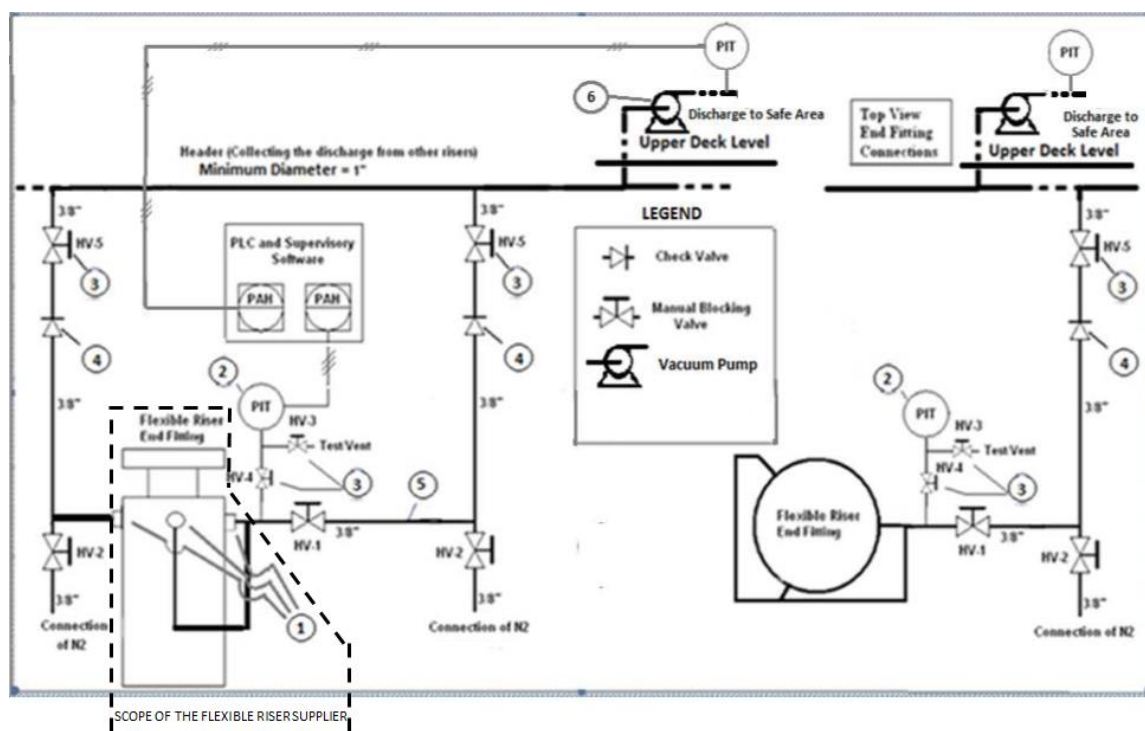 PIT
PIT
6
Discharge to Safe Area
Upper Deck Level
Top View
End Fitting
Connections
Discharge to
Safe Area
Upper Deck Level
Header (Collecting the discharge from other risers)
Minimum Diameter = 1"
3/8"
HV-5
3
4
3/8"
PLC and Supervisory
Software
PAH
PAH
3/8"
HV-5
3
4
3/8"
LEGEND
Check Valve
Manual Blocking
Valve
Vacuum Pump
3/8"
HV-5
3
4
3/8"
2
PIT
HV-3
Test Vent
HV-4
3
5
Flexible Riser
End Fitting
HV-1
3/8"
HV-2
3/8"
Connection
of N2
1
HV-2
3/8"
Connection of N2
2
PIT
HV-3
Test Vent
HV-4
3
Flexible Riser
End Fitting
HV-1
3/8"
HV-2
3/8"
Connection of N2
SCOPE OF THE FLEXIBLE RISER SUPPLIER